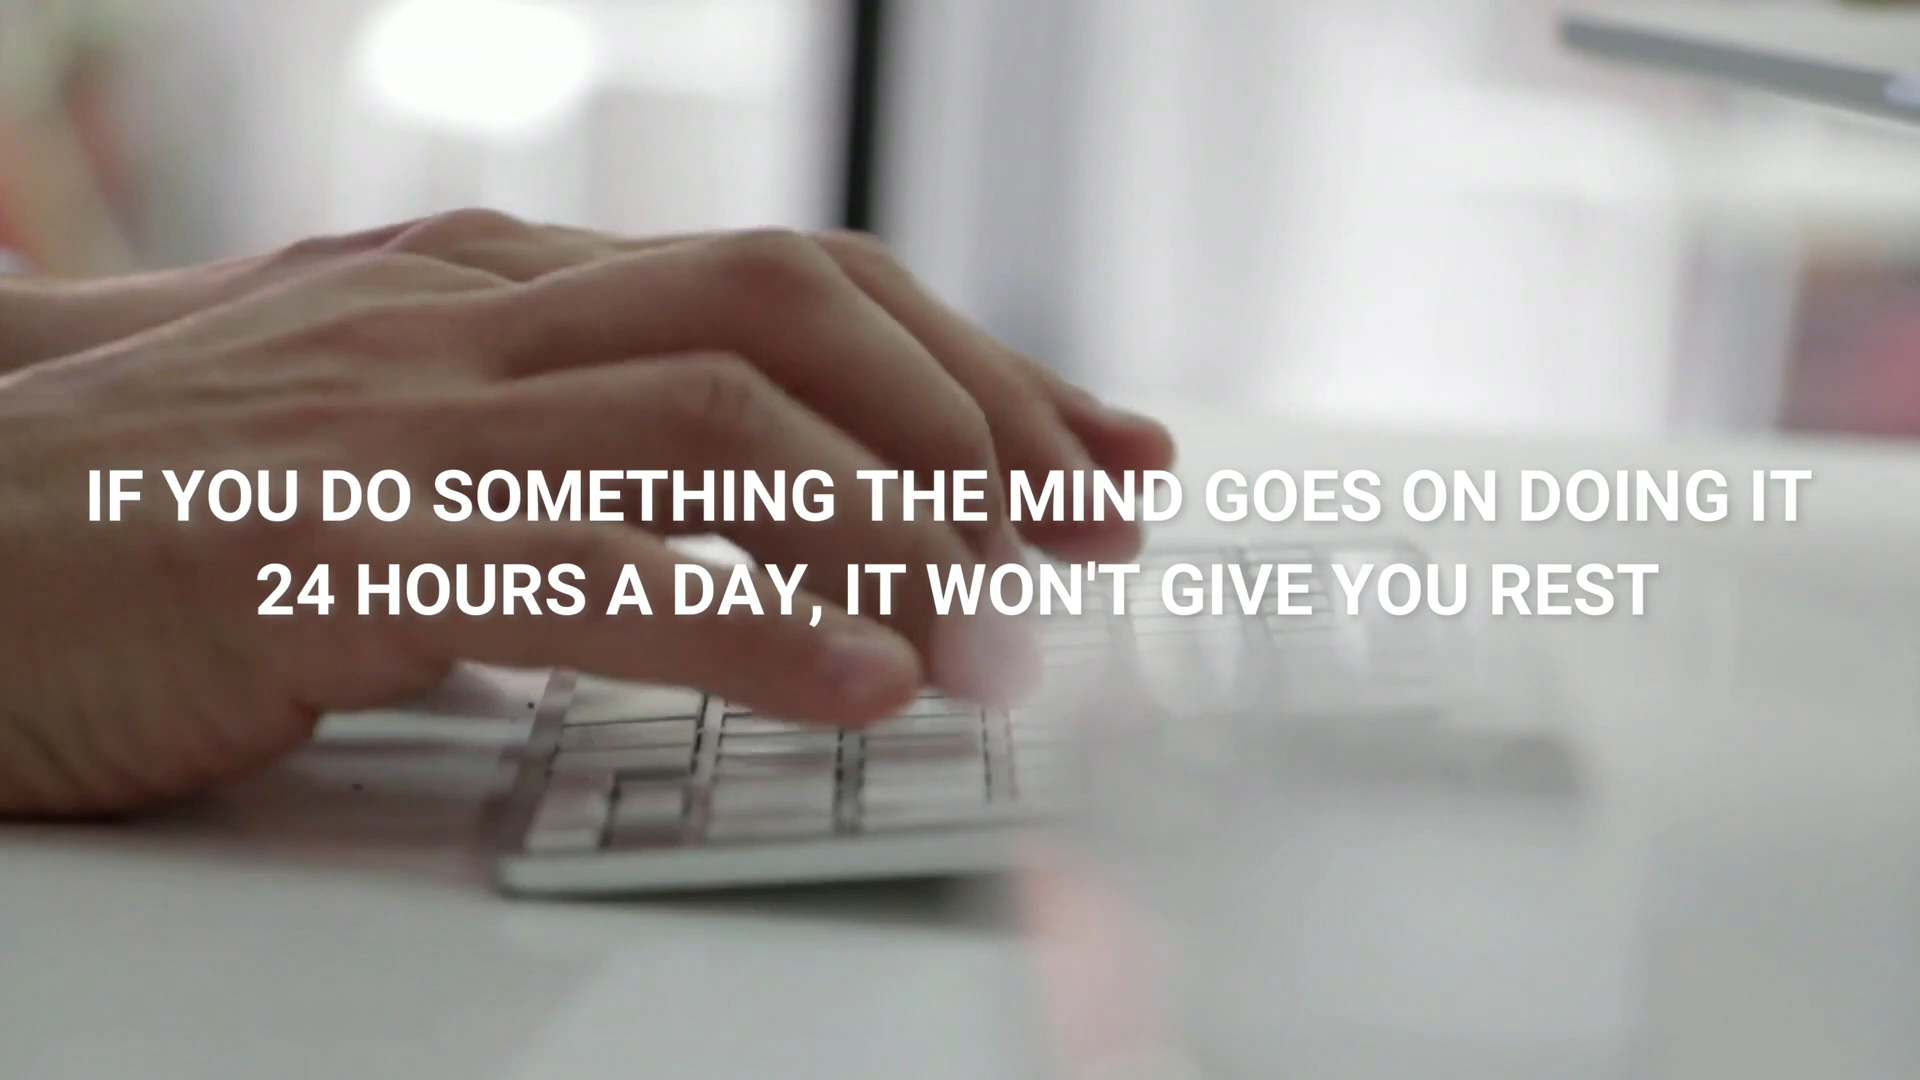 IF YOU DO SOMETHING THE MIND GOES ON DOING IT
24 HOURS A DAY, IT WON'T GIVE YOU REST